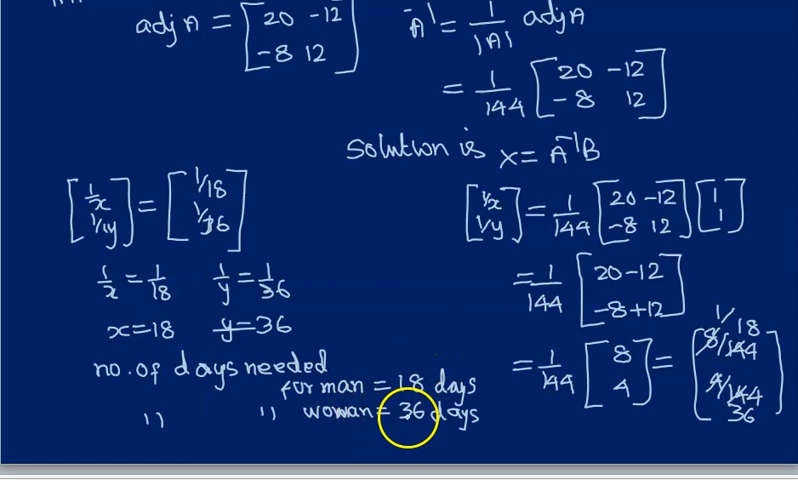 adj A = [20 -12
-8 12]
A⁻¹ = 1/|A| adj A
= 1/144 [20 -12
-8 12]
Solution is X = A⁻¹B
[1/x
1/y] = [1/18
1/36]
[1/x
1/y] = 1/144 [20 -12
-8 12] [1
1]
1/x = 1/18 1/y = 1/36
= 1/144 [20-12
-8+12]
x=18 y=36
= 1/144 [8
4] = [8/144 1/18
4/144 36]
no. of days needed
for man = 18 days
" " woman = 36 days